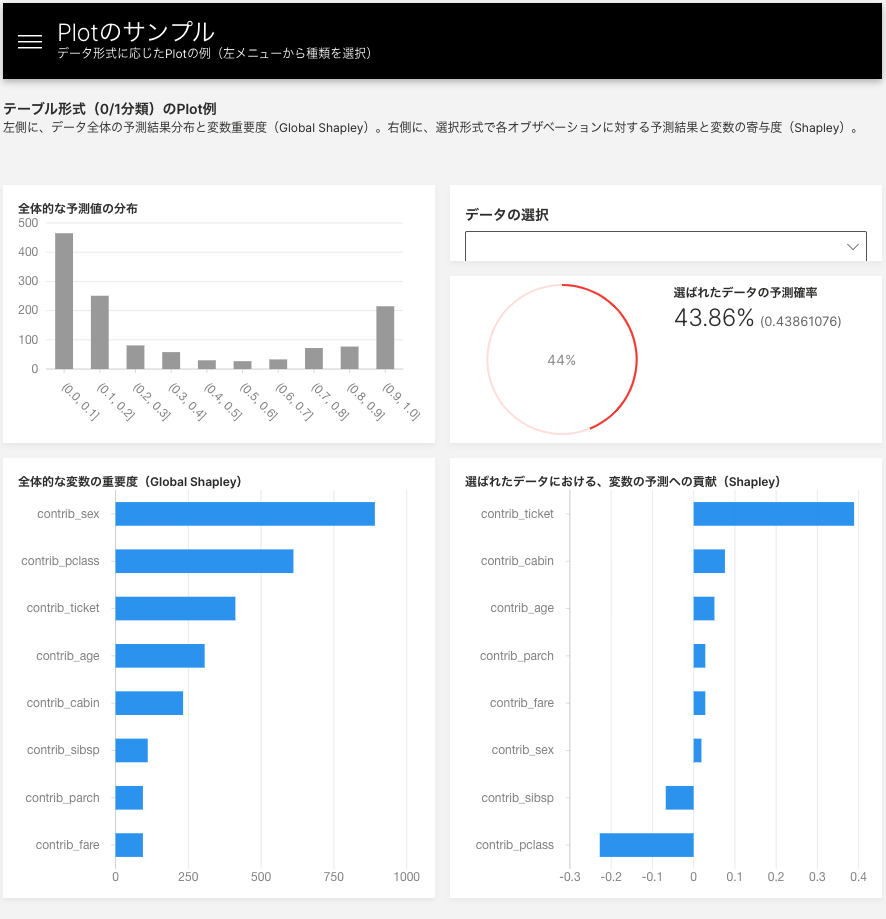 Plotのサンプル
データ形式に応じたPlotの例（左メニューから種類を選択）
テーブル形式（0/1分類）のPlot例
左側に、データ全体の予測結果分布と変数重要度（Global Shapley）。右側に、選択形式で各オブザベーションに対する予測結果と変数の寄与度（Shapley）。
全体的な予測値の分布
500
400
300
200
100
0
(0.0, 0.1]
(0.1, 0.2]
(0.2, 0.3]
(0.3, 0.4]
(0.4, 0.5]
(0.5, 0.6]
(0.6, 0.7]
(0.7, 0.8]
(0.8, 0.9]
(0.9, 1.0]
データの選択
44%
選ばれたデータの予測確率
43.86% (0.43861076)
全体的な変数の重要度（Global Shapley）
contrib_sex
contrib_pclass
contrib_ticket
contrib_age
contrib_cabin
contrib_sibsp
contrib_parch
contrib_fare
0 250 500 750 1000
選ばれたデータにおける、変数の予測への貢献（Shapley）
contrib_ticket
contrib_cabin
contrib_age
contrib_parch
contrib_fare
contrib_sex
contrib_sibsp
contrib_pclass
-0.3 -0.2 -0.1 0 0.1 0.2 0.3 0.4